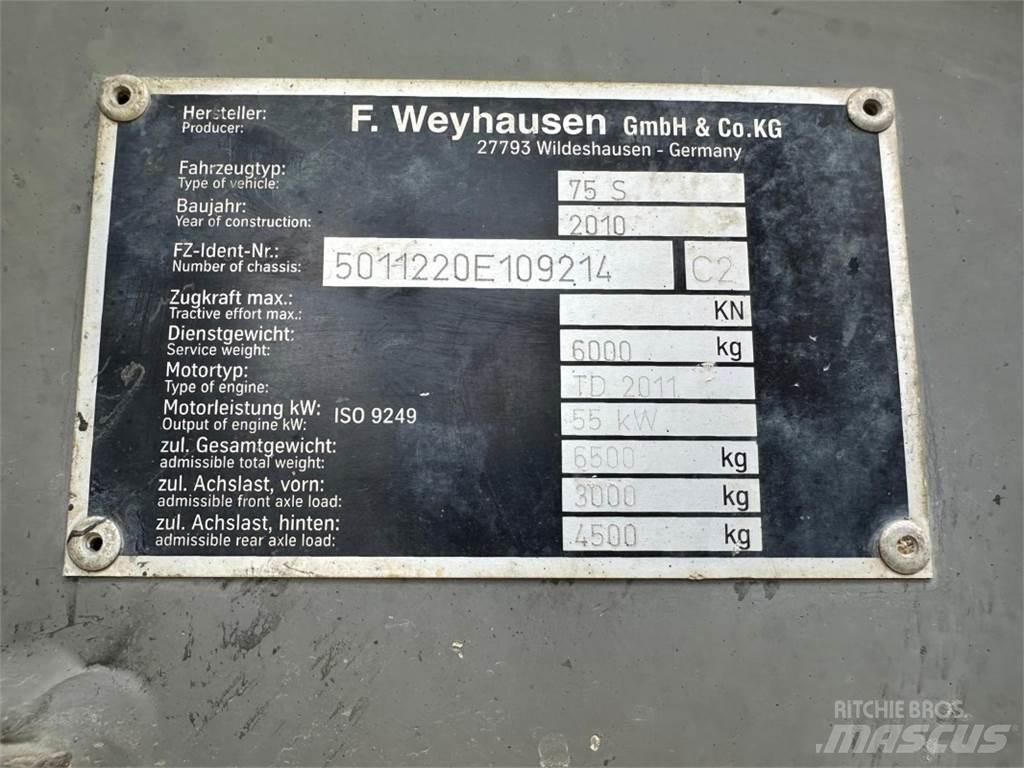 Hersteller: F. Weyhausen GmbH & Co.KG
Producer:
27793 Wildeshausen - Germany
Fahrzeugtyp:
Type of vehicle: 75 S
Baujahr:
Year of construction: 2010
FZ-Ident-Nr.:
Number of chassis: 5011220E109214 C2
Zugkraft max.: KN
Tractive effort max.:
Dienstgewicht:
Service weight: 6000 kg
Motortyp:
Type of engine: TD 2011
Motorleistung kW: ISO 9249
Output of engine kW: 55 kW
zul. Gesamtgewicht:
admissible total weight: 6500 kg
zul. Achslast, vorn:
admissible front axle load: 3000 kg
zul. Achslast, hinten:
admissible rear axle load: 4500 kg
RITCHIE BROS.
MASCUS